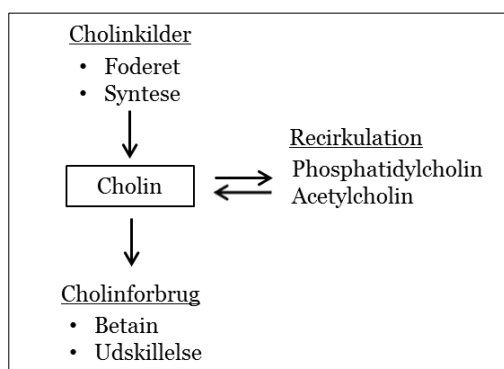 Cholinkilder
• Foderet
• Syntese
Recirkulation
Phosphatidylcholin
Acetylcholin
Cholin
Cholinforbrug
• Betain
• Udskillelse